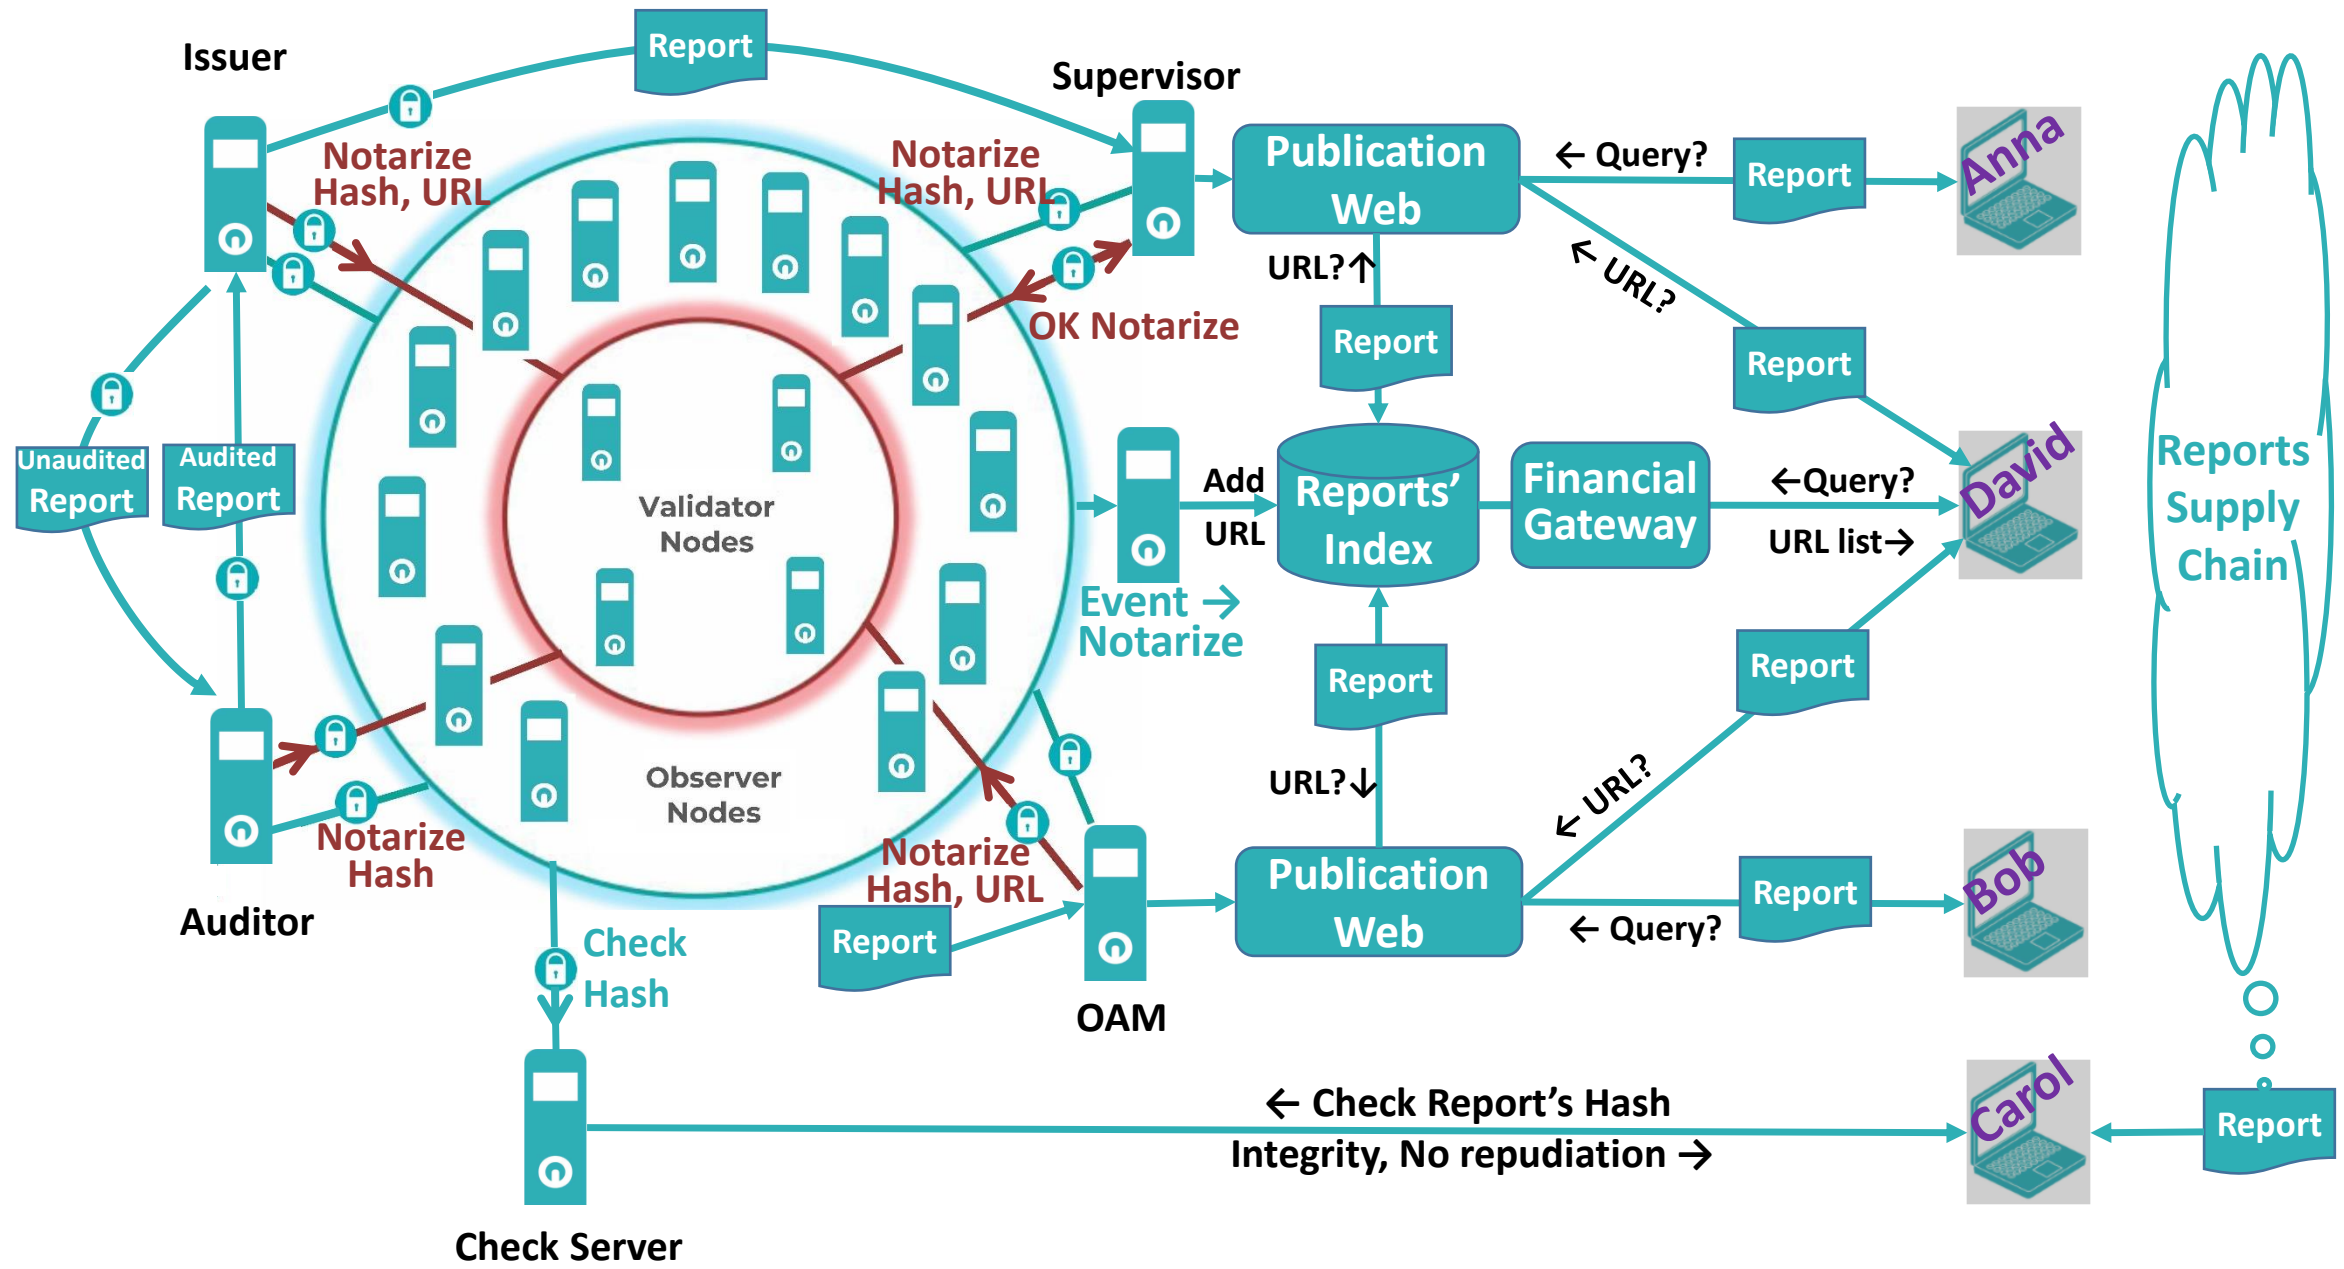 Issuer
Report
Supervisor
Notarize
Hash, URL
Notarize
Hash, URL
OK Notarize
Publication
Web
← Query?
Report
Anna
URL?↑
← URL?
Report
Report
Unaudited
Report
Audited
Report
Validator
Nodes
Observer
Nodes
Add
URL
Event →
Notarize
Reports’
Index
Financial
Gateway
←Query?
URL list→
David
Reports
Supply
Chain
Report
Report
URL?↓
← URL?
Notarize
Hash
Auditor
Notarize
Hash, URL
Report
OAM
Publication
Web
Report
← Query?
Bob
Check
Hash
Check Server
← Check Report’s Hash
Integrity, No repudiation →
Carol
Report